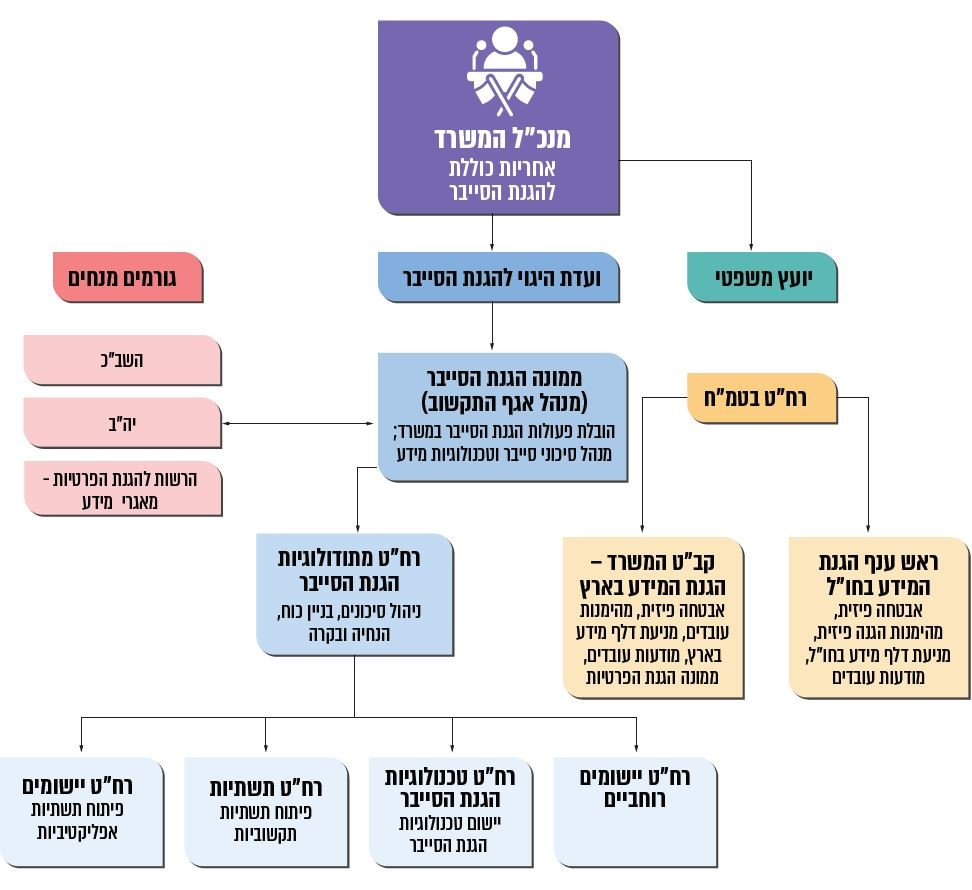 מנכ"ל המשרד
אחריות כוללת
להגנת הסייבר
יועץ משפטי
ועדת היגוי להגנת הסייבר
גורמים מנחים
השב"כ
יה"ב
הרשות להגנת הפרטיות -
מאגרי מידע
ממונה הגנת הסייבר
(מנהל אגף התקשוב)
הובלת פעולות הגנת הסייבר במשרד;
מנהל סיכוני סייבר וטכנולוגיות מידע
רח"ט בטמ"ח
ראש ענף הגנת
המידע בחו"ל
אבטחה פיזית,
מהימנות הגנה פיזית,
מניעת דלף מידע בחו"ל,
מודעות עובדים
קב"ט המשרד –
הגנת המידע בארץ
אבטחה פיזית, מהימנות
עובדים, מניעת דלף מידע
בארץ, מודעות עובדים,
ממונה הגנת הפרטיות
רח"ט מתודולוגיות
הגנת הסייבר
ניהול סיכונים, בניין כוח,
הנחיה ובקרה
רח"ט יישומים
רוחביים
רח"ט טכנולוגיות
הגנת הסייבר
יישום טכנולוגיות
הגנת הסייבר
רח"ט תשתיות
פיתוח תשתיות
תקשוביות
רח"ט יישומים
פיתוח תשתיות
אפליקטיביות